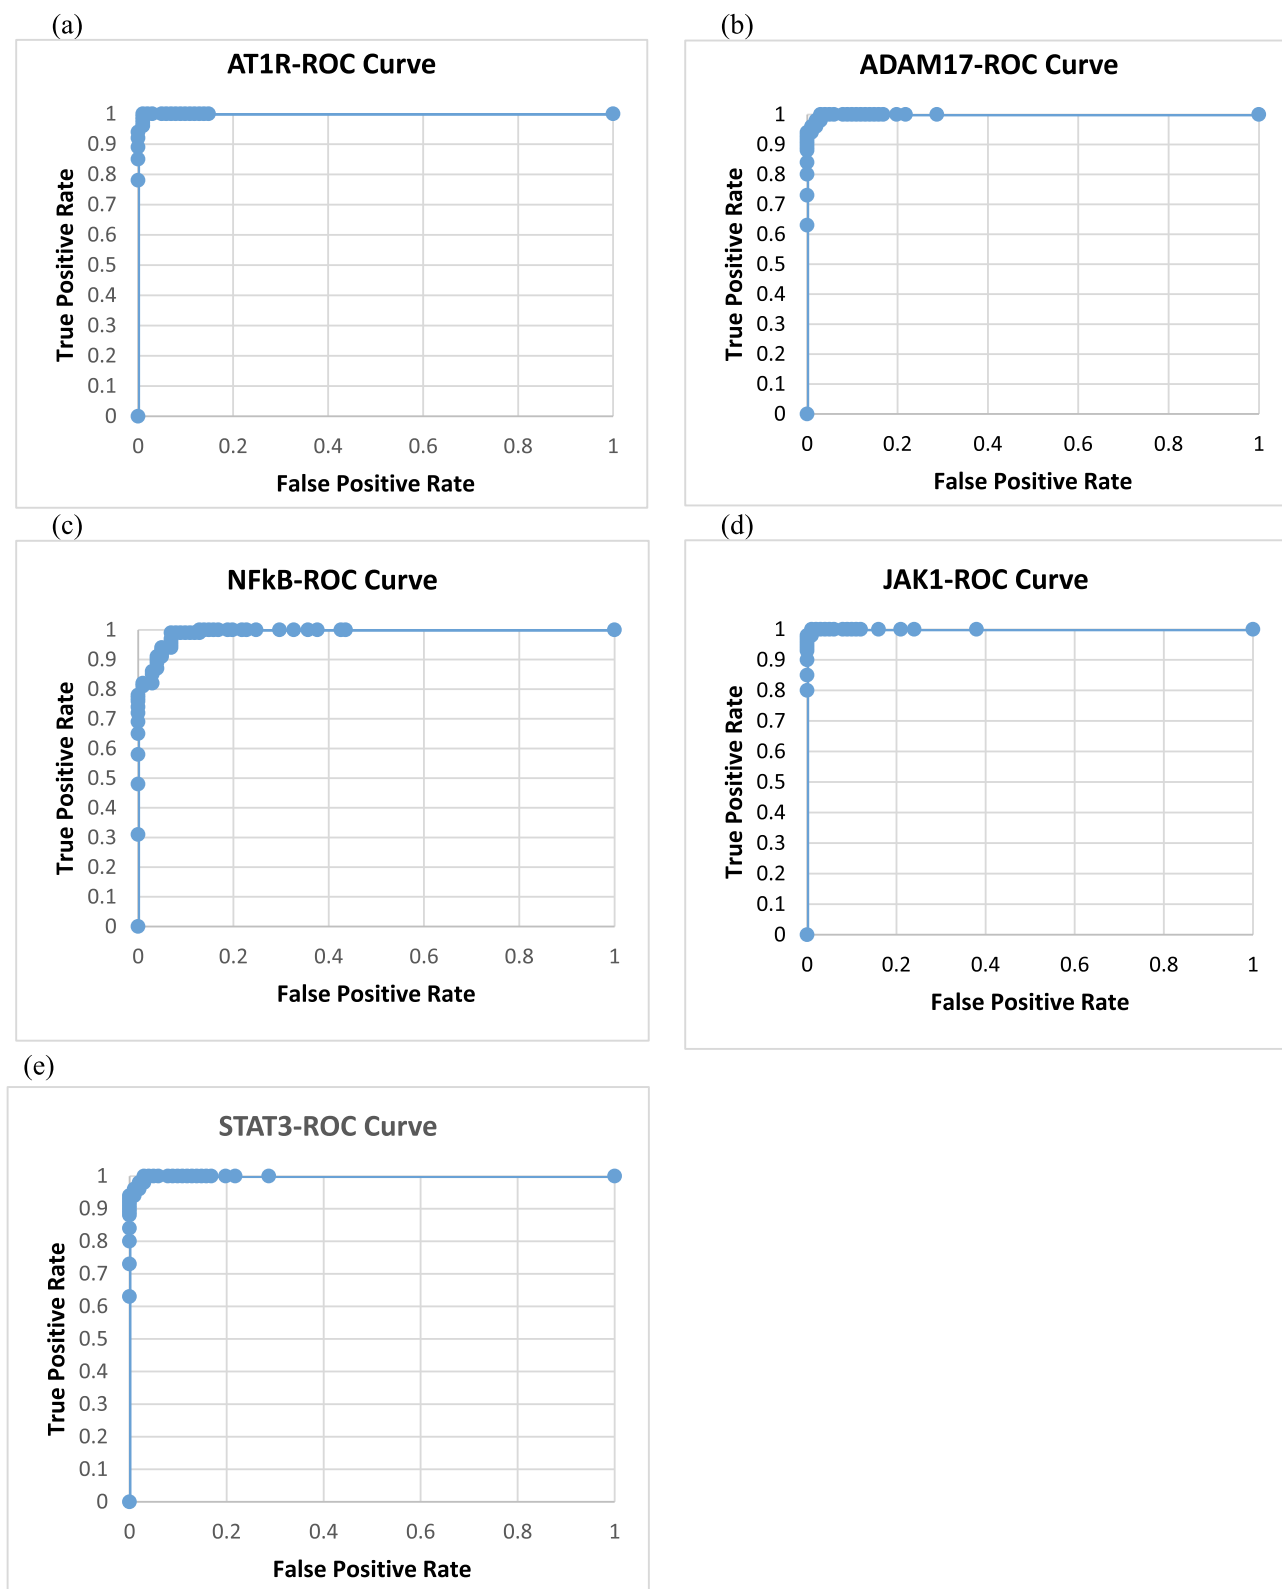 (a)
AT1R-ROC Curve
1
0.9
0.8
0.7
0.6
0.5
0.4
0.3
0.2
0.1
0
True Positive Rate
0 0.2 0.4 0.6 0.8 1
False Positive Rate
(b)
ADAM17-ROC Curve
1
0.9
0.8
0.7
0.6
0.5
0.4
0.3
0.2
0.1
0
True Positive Rate
0 0.2 0.4 0.6 0.8 1
False Positive Rate
(c)
NFkB-ROC Curve
1
0.9
0.8
0.7
0.6
0.5
0.4
0.3
0.2
0.1
0
True Positive Rate
0 0.2 0.4 0.6 0.8 1
False Positive Rate
(d)
JAK1-ROC Curve
1
0.9
0.8
0.7
0.6
0.5
0.4
0.3
0.2
0.1
0
True Positive Rate
0 0.2 0.4 0.6 0.8 1
False Positive Rate
(e)
STAT3-ROC Curve
1
0.9
0.8
0.7
0.6
0.5
0.4
0.3
0.2
0.1
0
True Positive Rate
0 0.2 0.4 0.6 0.8 1
False Positive Rate